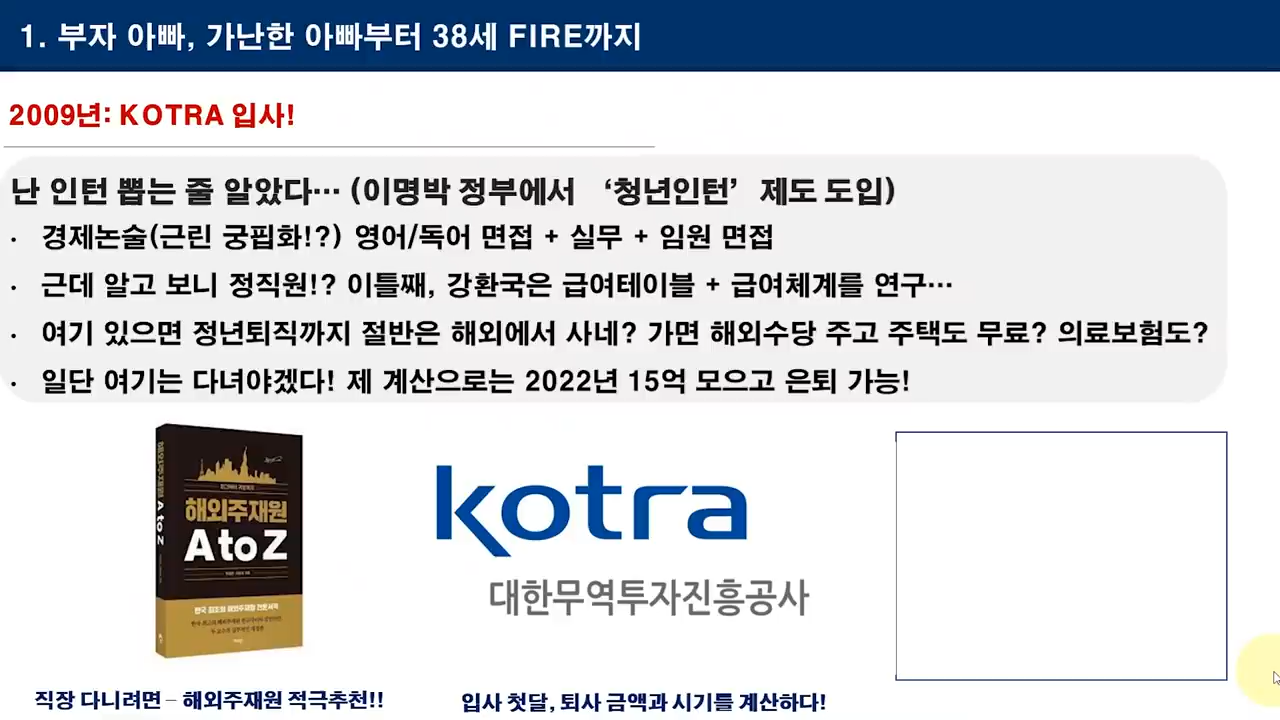 1. 부자 아빠, 가난한 아빠부터 38세 FIRE까지
2009년: KOTRA 입사!
난 인턴 뽑는 줄 알았다… (이명박 정부에서 ‘청년인턴’ 제도 도입)
· 경제논술(근린 궁핍화!?) 영어/독어 면접 + 실무 + 임원 면접
· 근데 알고 보니 정직원!? 이틀째, 강환국은 급여테이블 + 급여체계를 연구…
· 여기 있으면 정년퇴직까지 절반은 해외에서 사네? 가면 해외수당 주고 주택도 무료? 의료보험도?
· 일단 여기는 다녀야겠다! 제 계산으로는 2022년 15억 모으고 은퇴 가능!
해외주재원
A to Z
해외주재원 A to Z
kotra
대한무역투자진흥공사
직장 다니려면 – 해외주재원 적극추천!!
입사 첫달, 퇴사 금액과 시기를 계산하다!